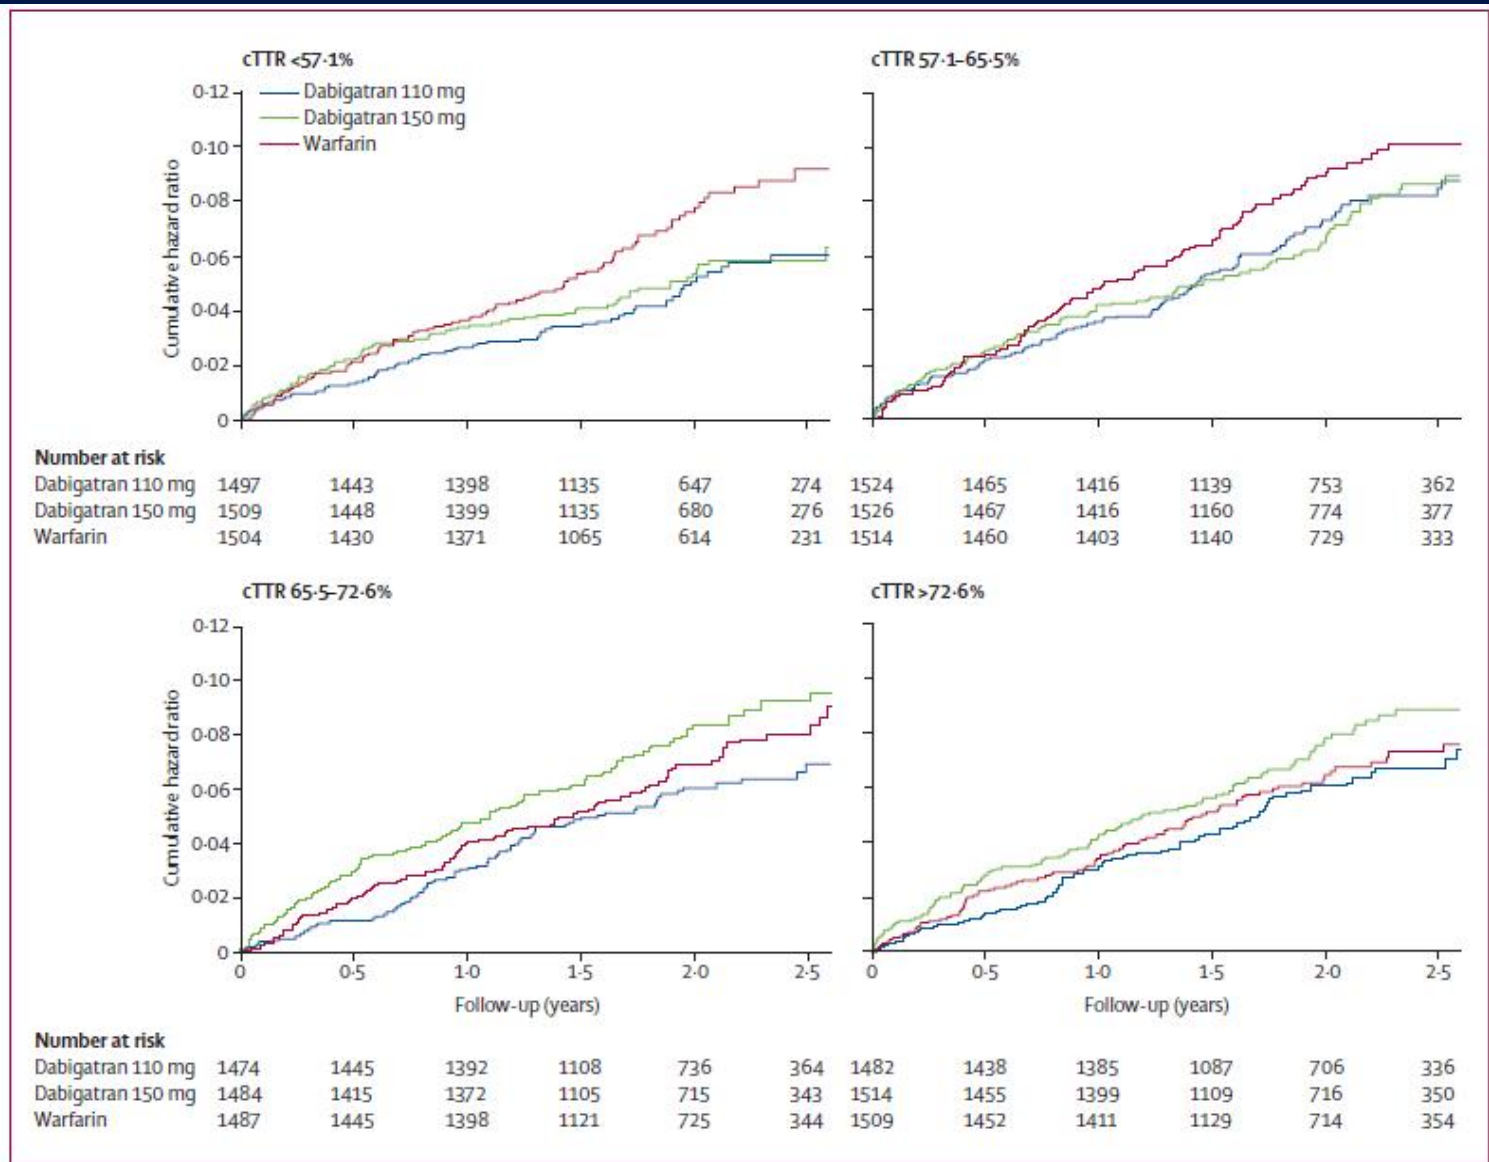 cTTR <57·1%
cTTR 57·1–65·5%
0·12
Dabigatran 110 mg
Dabigatran 150 mg
Warfarin
0·10
0·08
0·06
0·04
0·02
0
Cumulative hazard ratio
Number at risk
Dabigatran 110 mg 1497 1443 1398 1135 647 274 1524 1465 1416 1139 753 362
Dabigatran 150 mg 1509 1448 1399 1135 680 276 1526 1467 1416 1160 774 377
Warfarin 1504 1430 1371 1065 614 231 1514 1460 1403 1140 729 333
cTTR 65·5–72·6%
cTTR >72·6%
0·12
0·10
0·08
0·06
0·04
0·02
0
Cumulative hazard ratio
0 0·5 1·0 1·5 2·0 2·5 0 0·5 1·0 1·5 2·0 2·5
Follow-up (years) Follow-up (years)
Number at risk
Dabigatran 110 mg 1474 1445 1392 1108 736 364 1482 1438 1385 1087 706 336
Dabigatran 150 mg 1484 1415 1372 1105 715 343 1514 1455 1399 1109 716 350
Warfarin 1487 1445 1398 1121 725 344 1509 1452 1411 1129 714 354